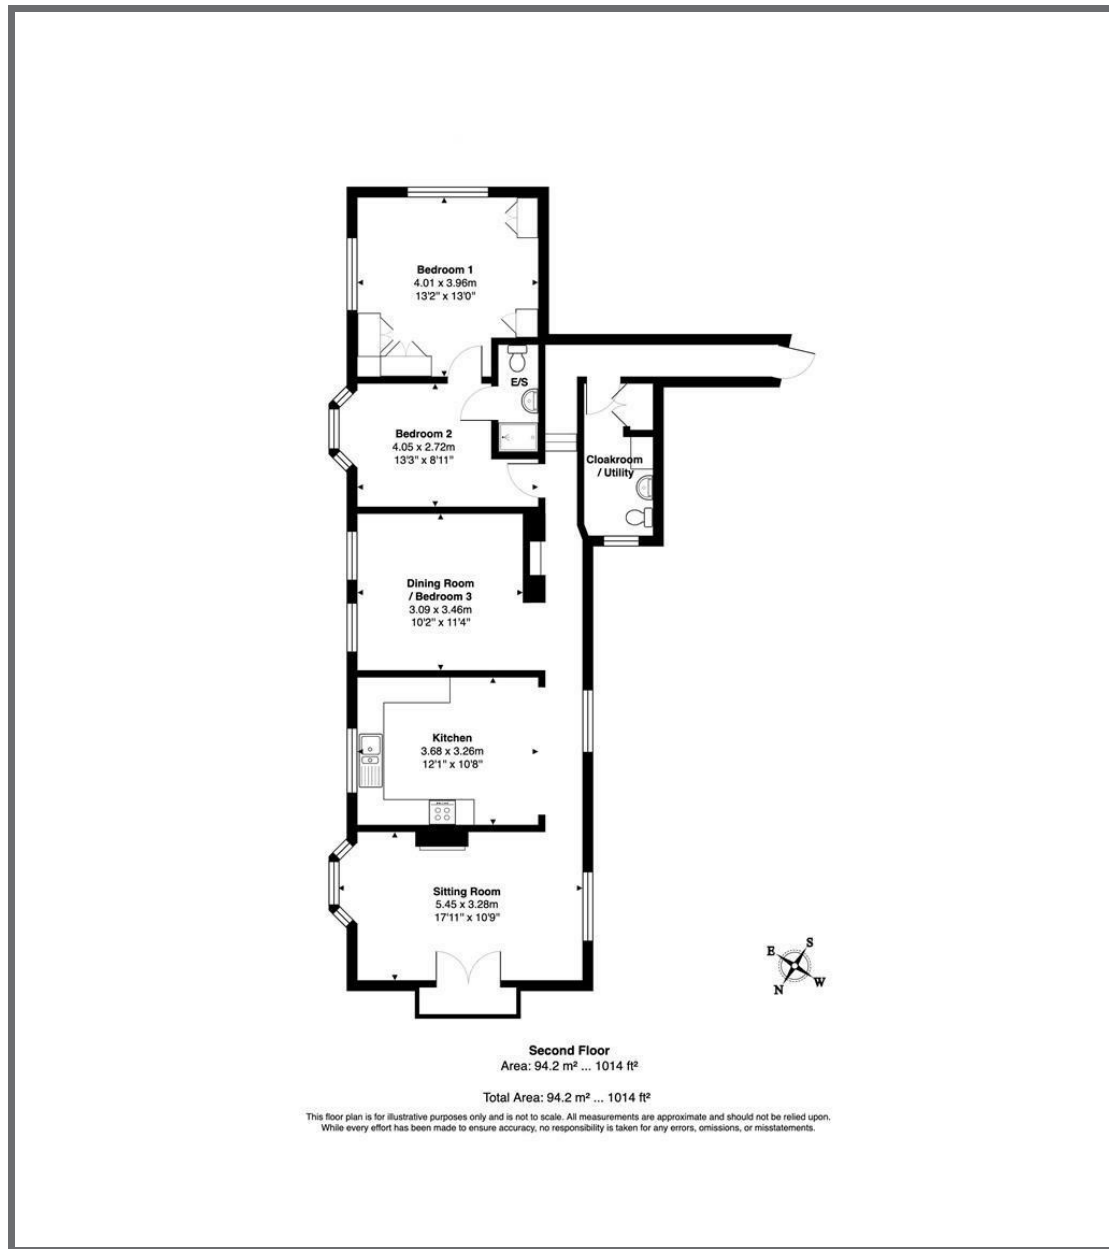 Bedroom 1
4.01 x 3.96m
13'2" x 13'0"
E/S
Bedroom 2
4.05 x 2.72m
13'3" x 8'11"
Cloakroom
/ Utility
Dining Room
/ Bedroom 3
3.09 x 3.46m
10'2" x 11'4"
Kitchen
3.68 x 3.26m
12'1" x 10'8"
Sitting Room
5.45 x 3.28m
17'11" x 10'9"
E S
N W
Second Floor
Area: 94.2 m² ... 1014 ft²
Total Area: 94.2 m² ... 1014 ft²
This floor plan is for illustrative purposes only and is not to scale. All measurements are approximate and should not be relied upon.
While every effort has been made to ensure accuracy, no responsibility is taken for any errors, omissions, or misstatements.